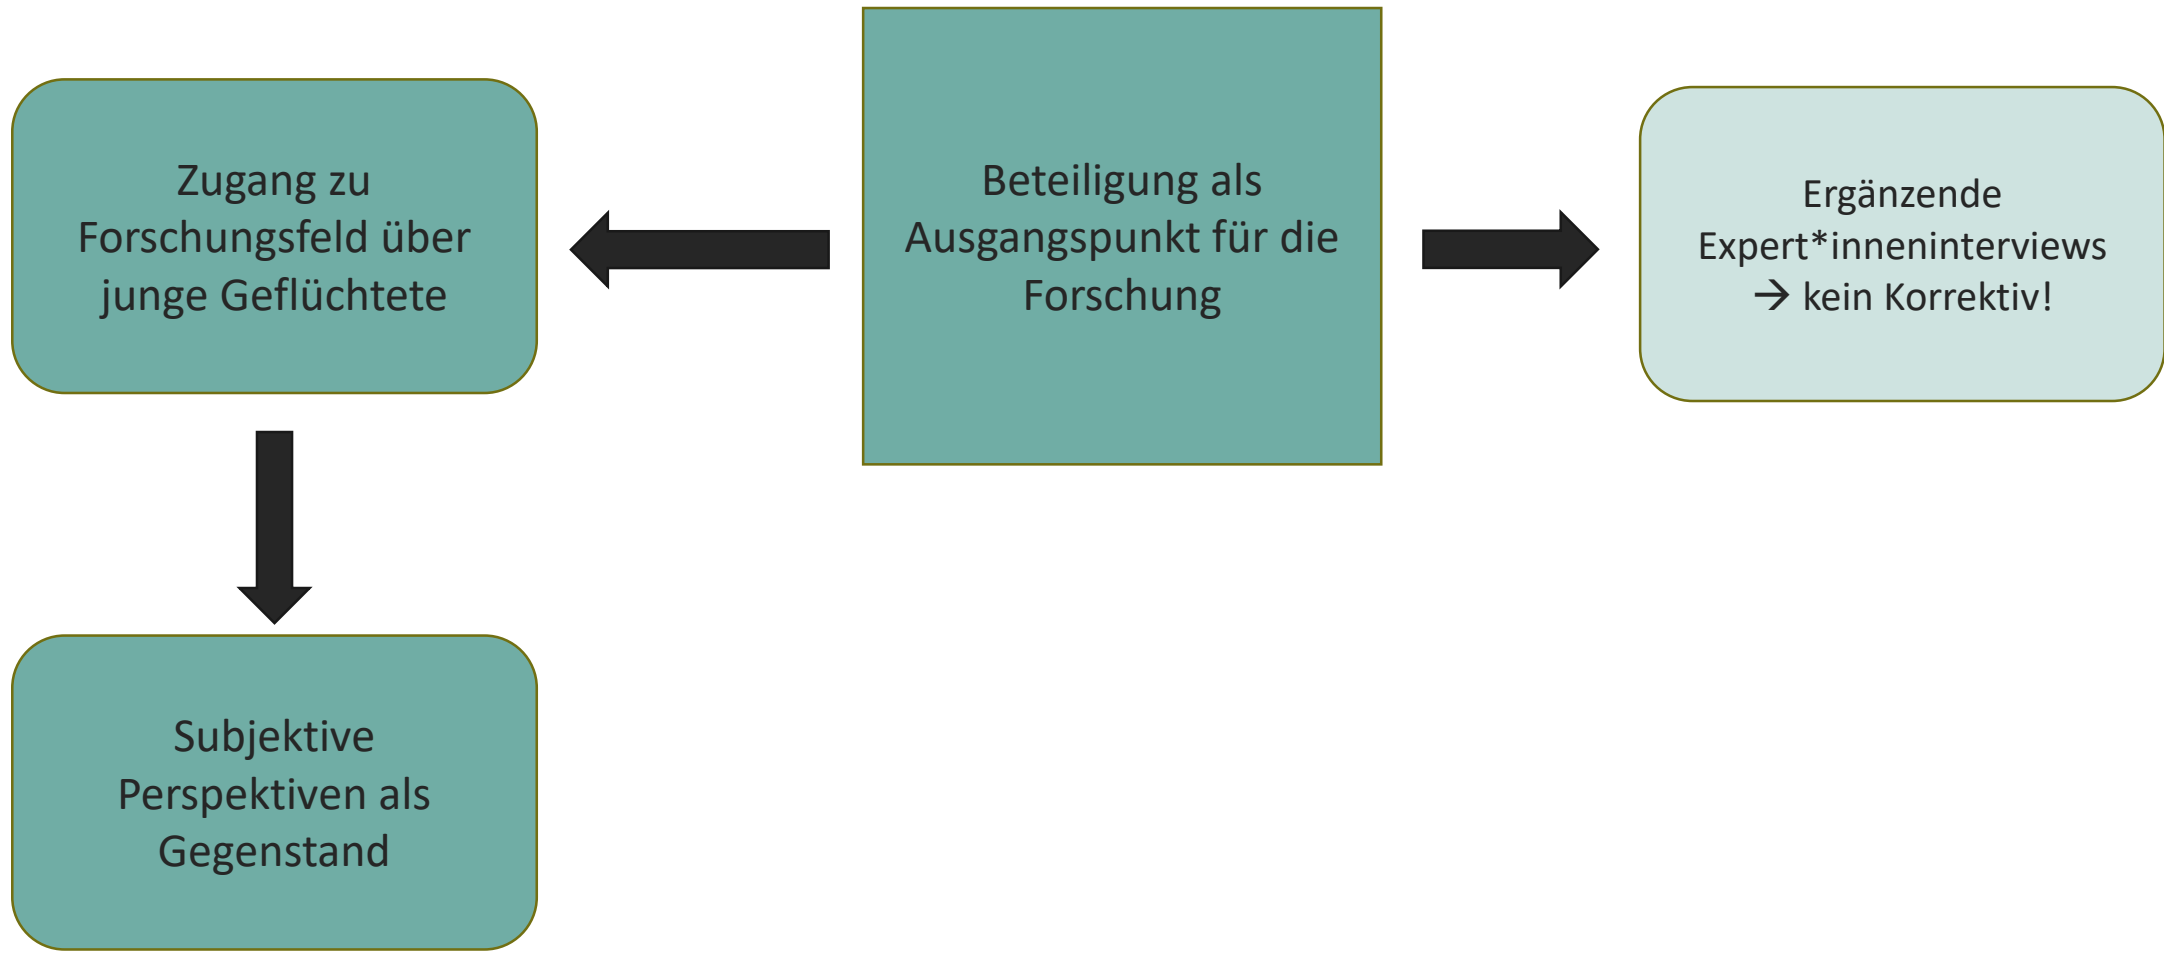 Zugang zu
Forschungsfeld über
junge Geflüchtete
Beteiligung als
Ausgangspunkt für die
Forschung
Ergänzende
Expert*inneninterviews
→ kein Korrektiv!
Subjektive
Perspektiven als
Gegenstand